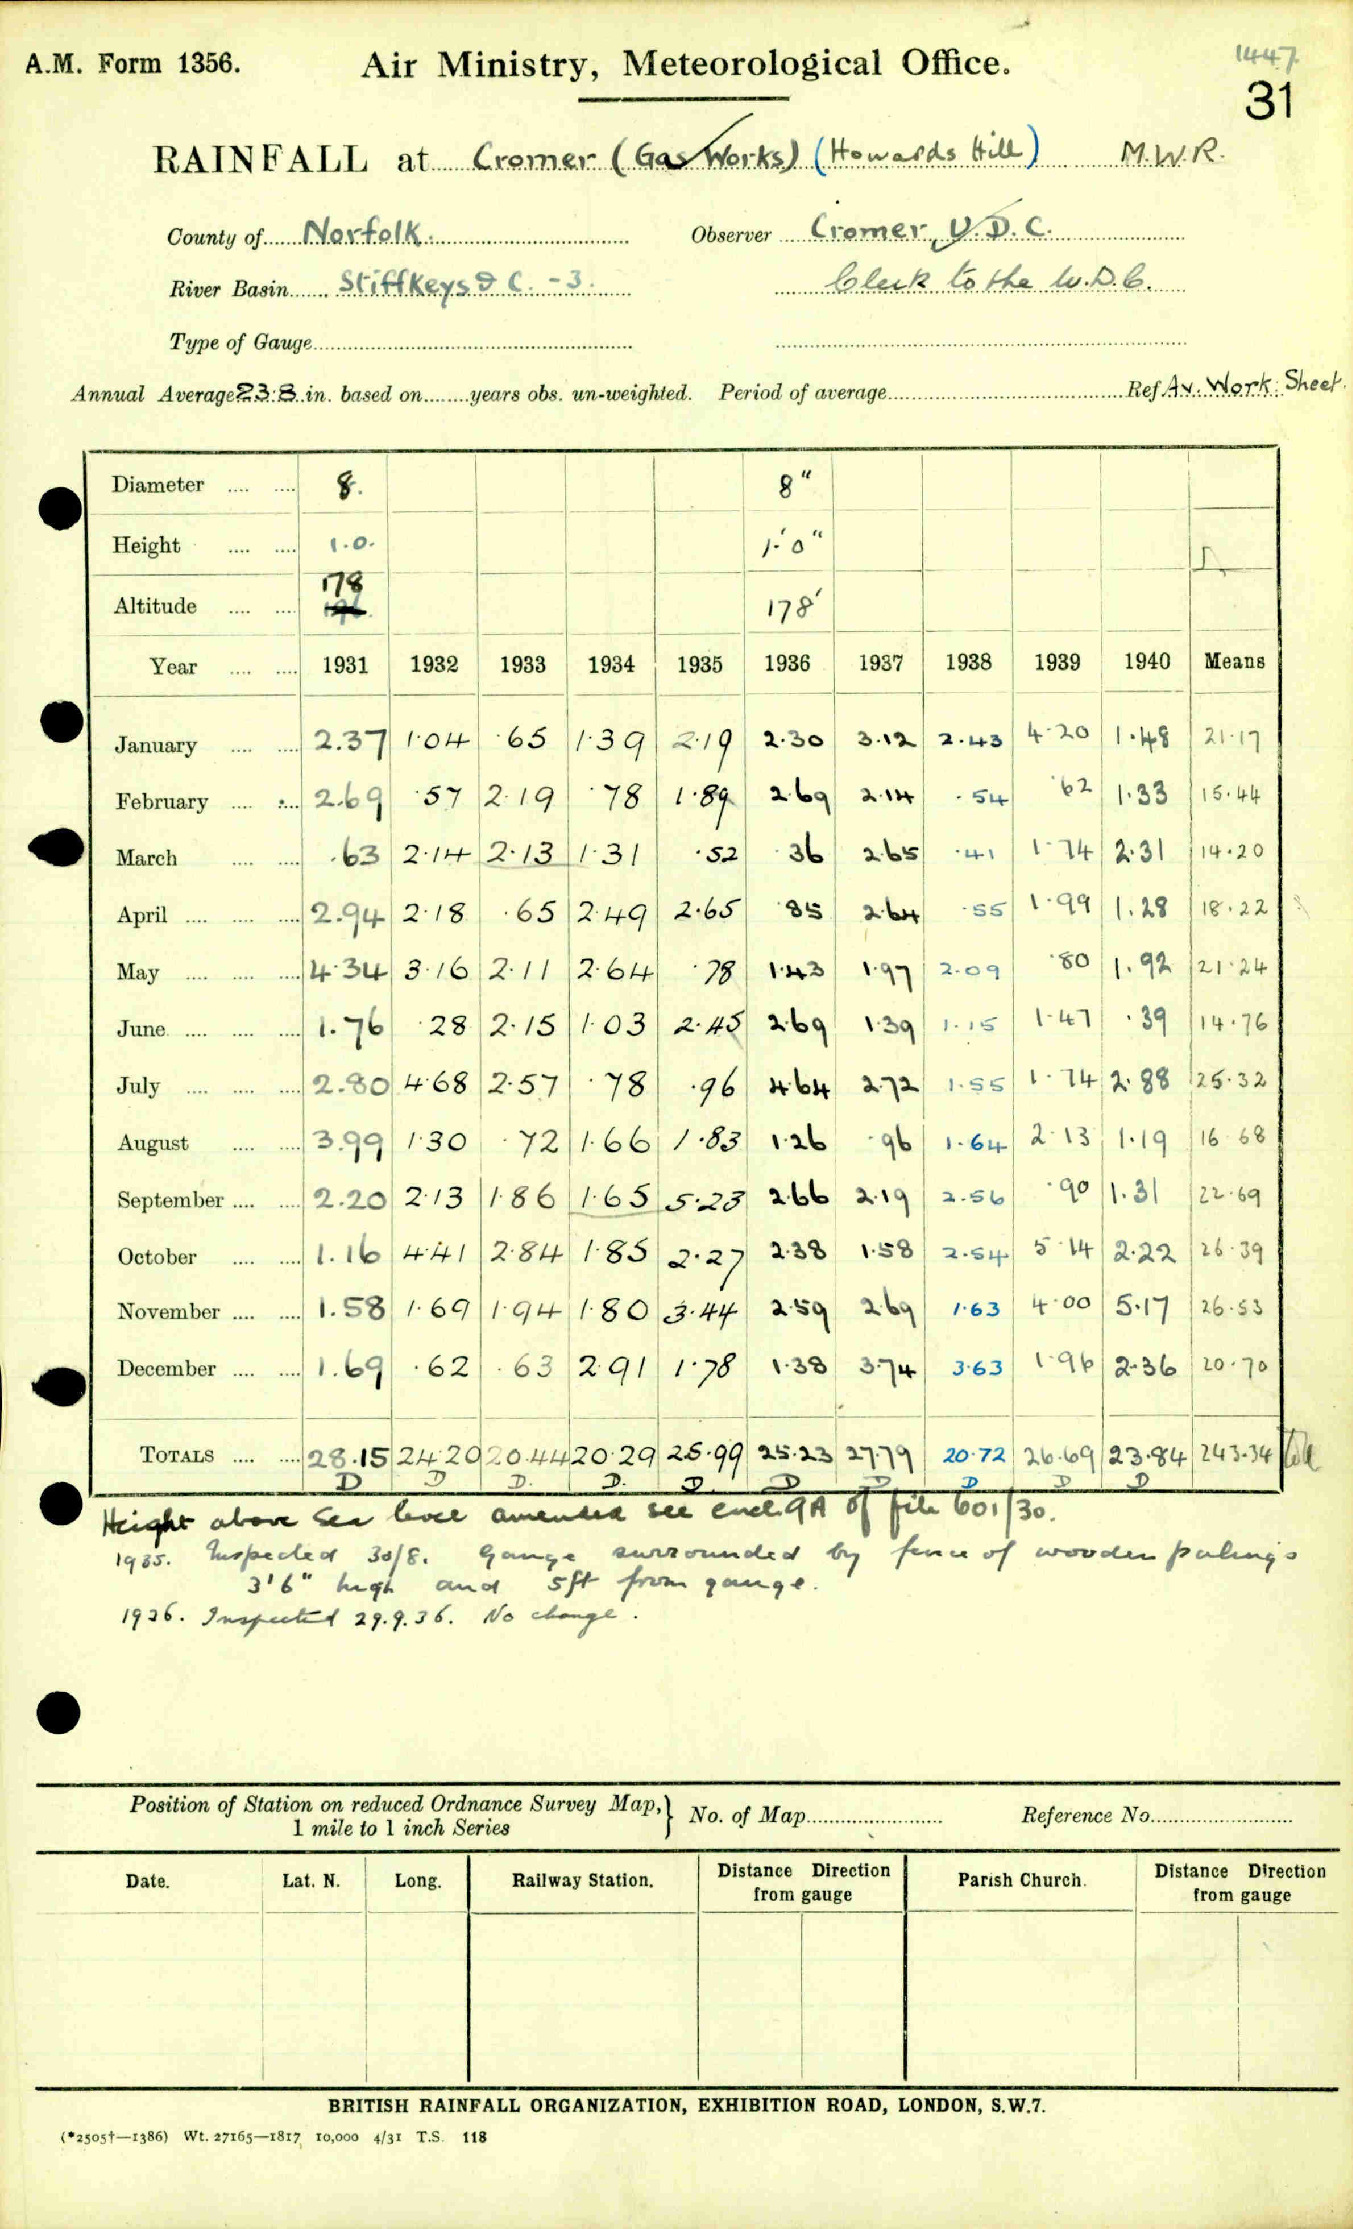 1447
A.M. Form 1356. Air Ministry, Meteorological Office. 31
RAINFALL at Cromer (Gas Works) (Howards Hill) M.W.R.
County of Norfolk. Observer Cromer, U.D.C.
River Basin Stiffkeys & C. - 3. Clerk to the U.D.C.
Type of Gauge
Annual Average 23.8 in. based on years obs. un-weighted. Period of average Ref Av. Work: Sheet.
Diameter 8. 8"
Height 1.0. 1'0"
178
Altitude 178'
Year 1931 1932 1933 1934 1935 1936 1937 1938 1939 1940 Means
January 2.37 1.04 .65 1.39 2.19 2.30 3.12 2.43 4.20 1.48 21.17
February 2.69 .57 2.19 .78 1.89 2.69 2.14 .54 .62 1.33 15.44
March .63 2.14 2.13 1.31 .52 .36 2.65 .41 1.74 2.31 14.20
April 2.94 2.18 .65 2.49 2.65 .85 2.64 .55 1.99 1.28 18.22
May 4.34 3.16 2.11 2.64 .78 1.43 1.97 2.09 .80 1.92 21.24
June 1.76 .28 2.15 1.03 2.45 2.69 1.39 1.15 1.47 .39 14.76
July 2.80 4.68 2.57 .78 .96 4.64 2.72 1.55 1.74 2.88 25.32
August 3.99 1.30 .72 1.66 1.83 1.26 .96 1.64 2.13 1.19 16 68
September 2.20 2.13 1.86 1.65 5.23 2.66 2.19 2.56 .90 1.31 22.69
October 1.16 4.41 2.84 1.85 2.27 2.38 1.58 2.54 5.14 2.22 26.39
November 1.58 1.69 1.94 1.80 3.44 2.59 2.69 1.63 4.00 5.17 26.53
December 1.69 .62 .63 2.91 1.78 1.38 3.74 3.63 1.96 2.36 20.70
TOTALS 28.15 24.20 20.44 20.29 25.99 25.23 27.79 20.72 26.69 23.84 243.34
D D D. D. D. D D D D D
Height above Sea level amended see encl. 9A of file 601/30.
1935. Inspected 30/8. Gauge surrounded by fence of wooden palings
3'6" high and 5ft from gauge.
1936. Inspected 29.9.36. No change.
Position of Station on reduced Ordnance Survey Map, 1 mile to 1 inch Series } No. of Map Reference No.
Date. Lat. N. Long. Railway Station. Distance Direction from gauge Parish Church. Distance Direction from gauge
BRITISH RAINFALL ORGANIZATION, EXHIBITION ROAD, LONDON, S.W.7.
(*2505†—1386) Wt. 27165—1817 10,000 4/31 T.S. 118